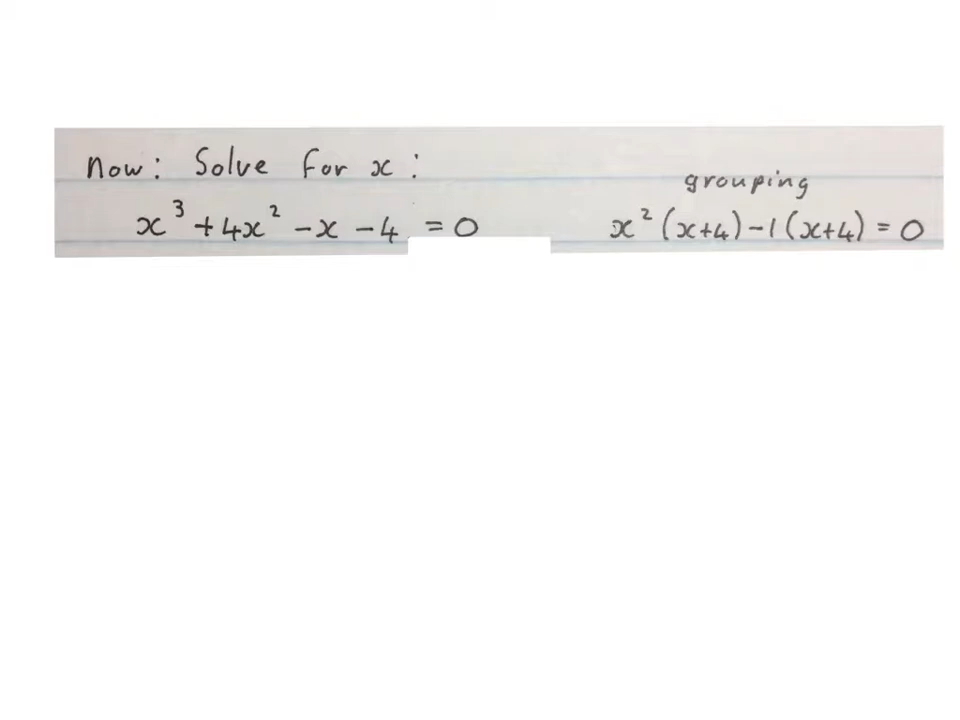 Now: Solve for x:
grouping
x³ + 4x² - x - 4 = 0
x²(x+4) - 1(x+4) = 0